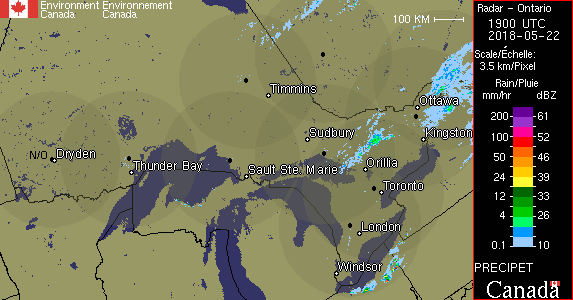 Environment Environnement
Canada Canada
100 KM
Timmins
Ottawa
Sudbury
Kingston
N/O
Dryden
Thunder Bay
Sault Ste. Marie
Orillia
Toronto
London
Windsor
Radar - Ontario
1900 UTC
2018-05-22
Scale/Échelle:
3.5 km/Pixel
Rain/Pluie
mm/hr dBZ
200 61
100 52
50 46
24 39
12 33
4 26
0.1 10
PRECIPET
Canada